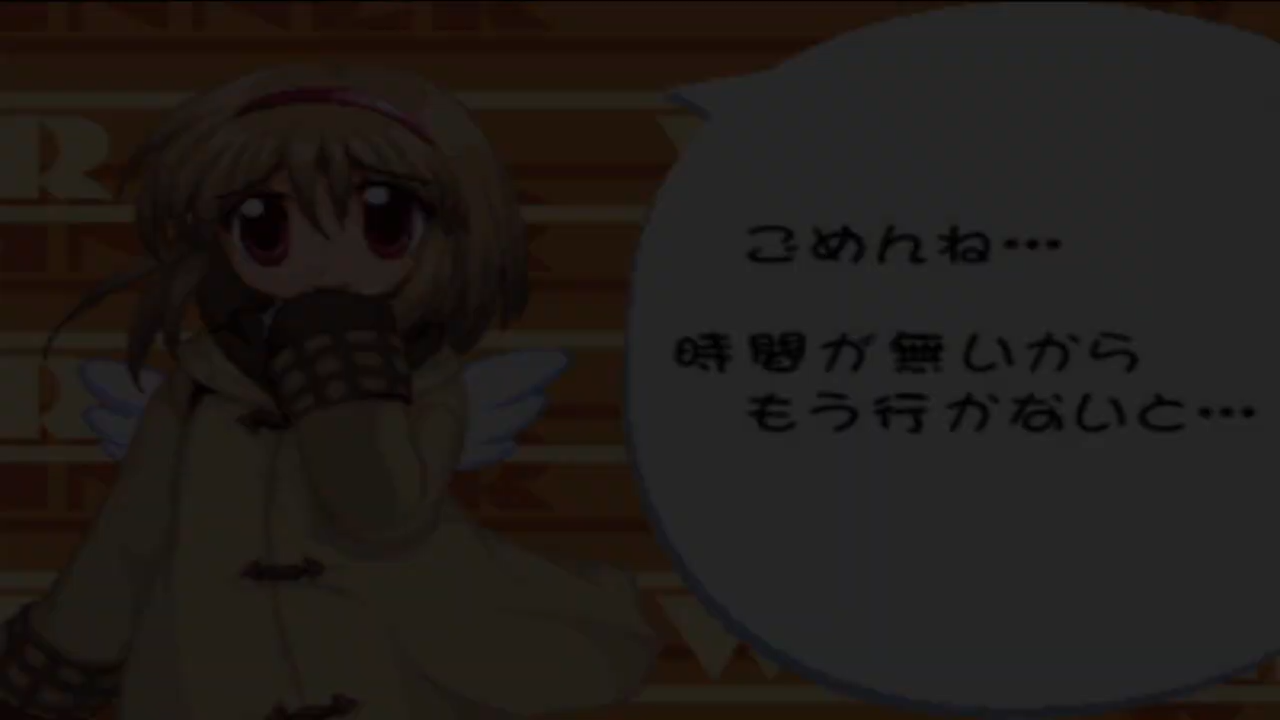 ごめんね…
時間が無いから
もう行かないと…